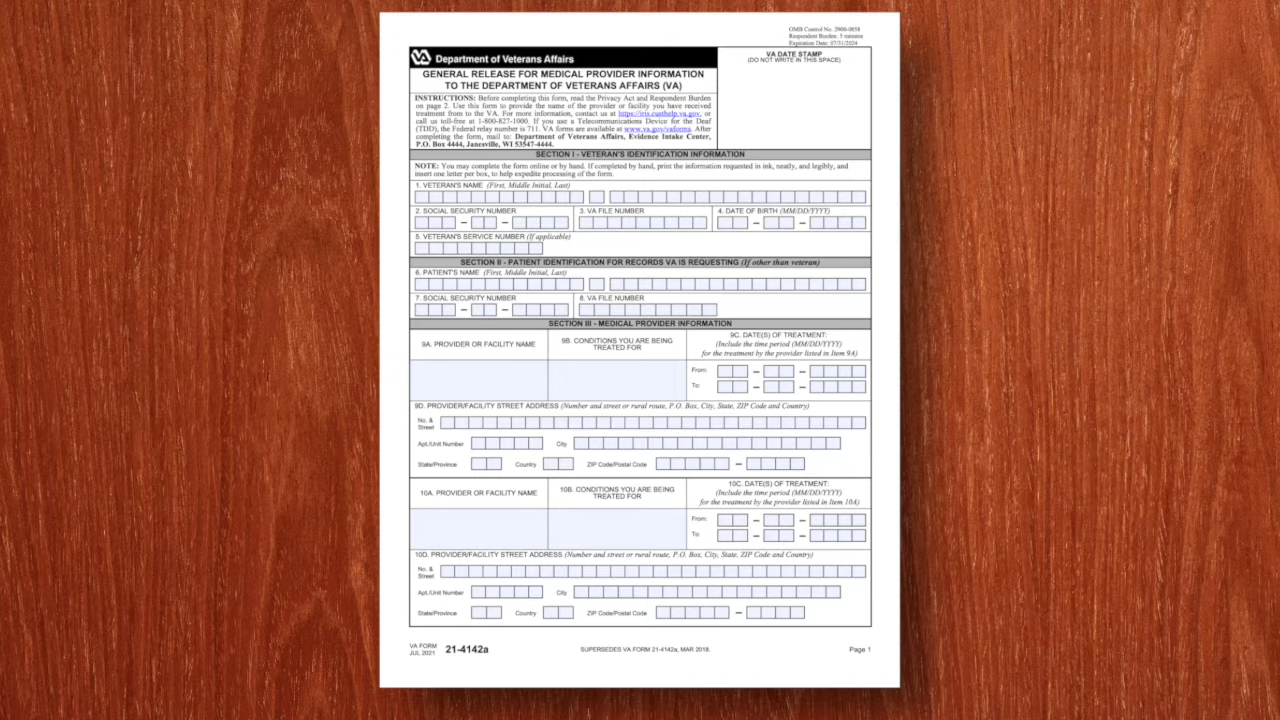 OMB Control No. 2900-0858
Respondent Burden: 5 minutes
Expiration Date: 07/31/2024
VA Department of Veterans Affairs
VA DATE STAMP
(DO NOT WRITE IN THIS SPACE)
GENERAL RELEASE FOR MEDICAL PROVIDER INFORMATION
TO THE DEPARTMENT OF VETERANS AFFAIRS (VA)
INSTRUCTIONS: Before completing this form, read the Privacy Act and Respondent Burden
on page 2. Use this form to provide the name of the provider or facility you have received
treatment from to the VA. For more information, contact us at https://iris.custhelp.va.gov, or
call us toll-free at 1-800-827-1000. If you use a Telecommunications Device for the Deaf
(TDD), the Federal relay number is 711. VA forms are available at www.va.gov/vaforms. After
completing the form, mail to: Department of Veterans Affairs, Evidence Intake Center,
P.O. Box 4444, Janesville, WI 53547-4444.
SECTION I - VETERAN'S IDENTIFICATION INFORMATION
NOTE: You may complete the form online or by hand. If completed by hand, print the information requested in ink, neatly, and legibly, and
insert one letter per box, to help expedite processing of the form.
1. VETERAN'S NAME (First, Middle Initial, Last)
2. SOCIAL SECURITY NUMBER
3. VA FILE NUMBER
4. DATE OF BIRTH (MM/DD/YYYY)
5. VETERAN'S SERVICE NUMBER (If applicable)
SECTION II - PATIENT IDENTIFICATION FOR RECORDS VA IS REQUESTING (If other than veteran)
6. PATIENT'S NAME (First, Middle Initial, Last)
7. SOCIAL SECURITY NUMBER
8. VA FILE NUMBER
SECTION III - MEDICAL PROVIDER INFORMATION
9A. PROVIDER OR FACILITY NAME
9B. CONDITIONS YOU ARE BEING
TREATED FOR
9C. DATE(S) OF TREATMENT:
(Include the time period (MM/DD/YYYY)
for the treatment by the provider listed in Item 9A)
From:
To:
9D. PROVIDER/FACILITY STREET ADDRESS (Number and street or rural route, P.O. Box, City, State, ZIP Code and Country)
No. &
Street
Apt./Unit Number
City
State/Province
Country
ZIP Code/Postal Code
10A. PROVIDER OR FACILITY NAME
10B. CONDITIONS YOU ARE BEING
TREATED FOR
10C. DATE(S) OF TREATMENT:
(Include the time period (MM/DD/YYYY)
for the treatment by the provider listed in Item 10A)
From:
To:
10D. PROVIDER/FACILITY STREET ADDRESS (Number and street or rural route, P.O. Box, City, State, ZIP Code and Country)
No. &
Street
Apt./Unit Number
City
State/Province
Country
ZIP Code/Postal Code
VA FORM
JUL 2021
21-4142a
SUPERSEDES VA FORM 21-4142a, MAR 2018.
Page 1